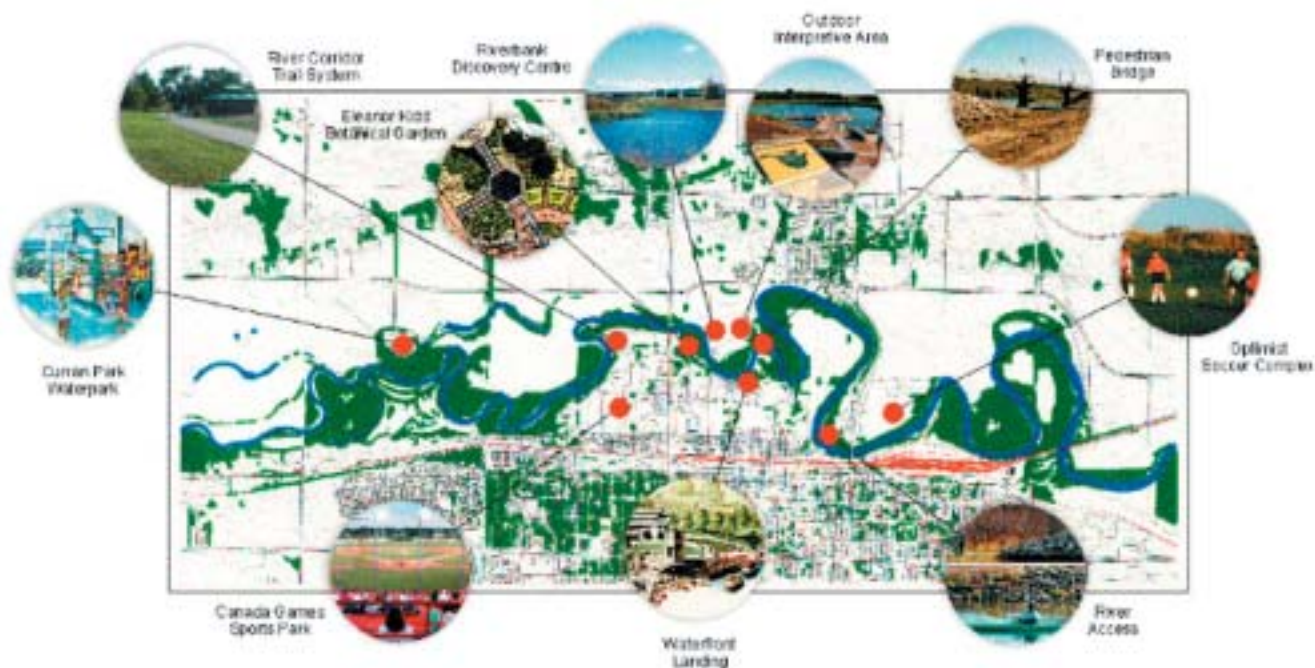 River Corridor
Trail System
Riverbank
Discovery Centre
Outdoor
Interpretive Area
Pedestrian
Bridge
Eleanor Kidd
Botanical Garden
Curran Park
Waterpark
Optimist
Soccer Complex
Canada Games
Sports Park
Waterfront
Landing
River
Access